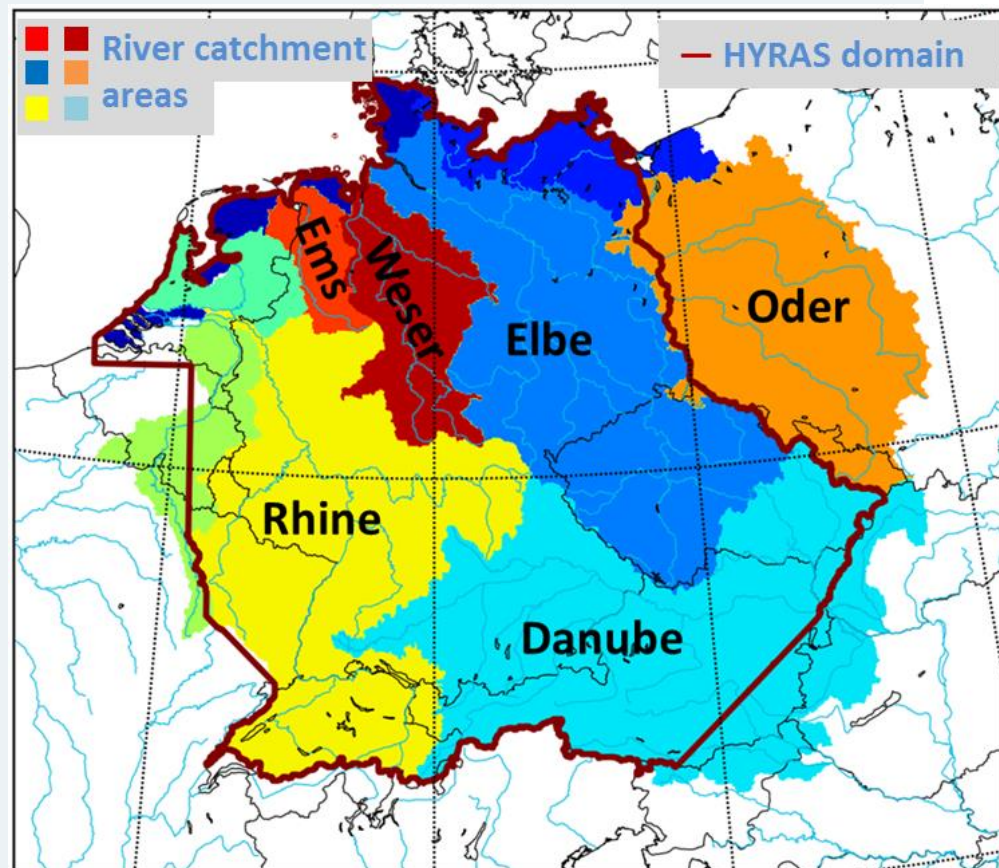 River catchment
areas
HYRAS domain
Ems
Weser
Elbe
Oder
Rhine
Danube